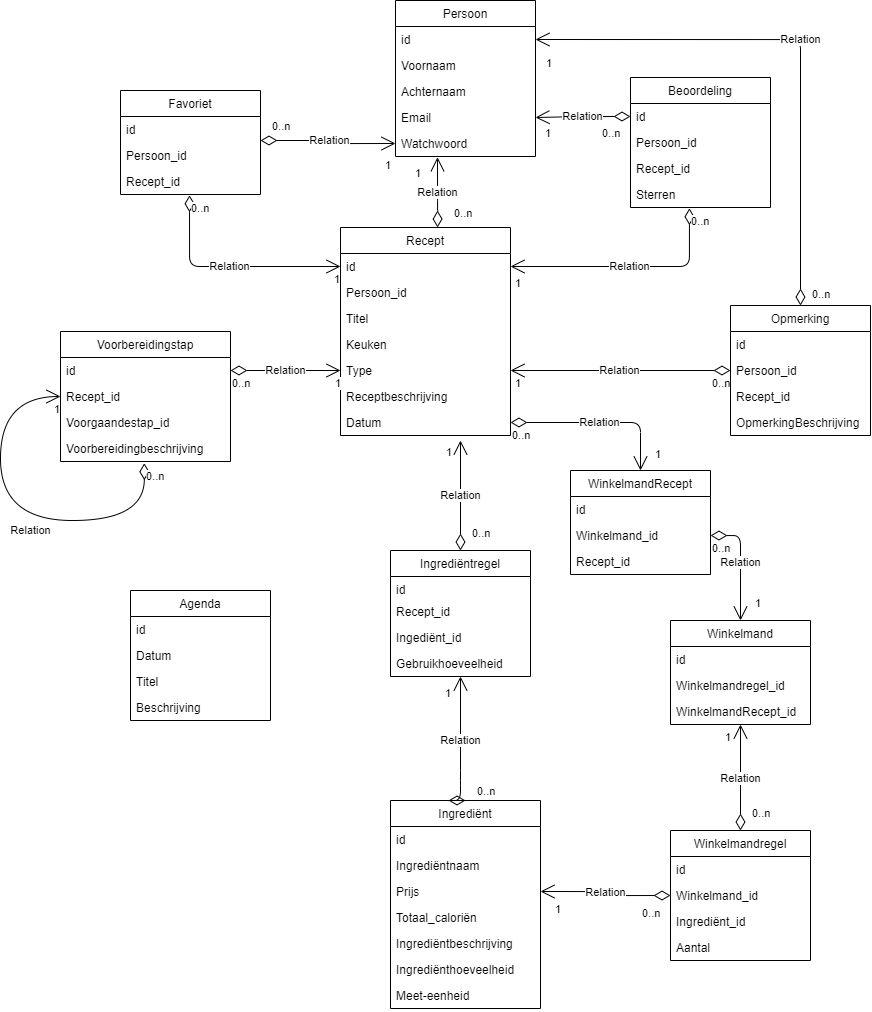 Persoon
id
Voornaam
Achternaam
Email
Watchwoord
Relation
1
Beoordeling
id
Persoon_id
Recept_id
Sterren
Relation
1
0..n
0..n
Favoriet
id
Persoon_id
Recept_id
0..n
Relation
1
0..n
1
Relation
0..n
Recept
id
Persoon_id
Titel
Keuken
Type
Receptbeschrijving
Datum
Relation
1
Relation
1
0..n
Opmerking
id
Persoon_id
Recept_id
OpmerkingBeschrijving
Relation
1
0..n
Voorbereidingstap
id
Recept_id
Voorgaandestap_id
Voorbereidingbeschrijving
0..n
Relation
1
1
0..n
Relation
0..n
Relation
1
WinkelmandRecept
id
Winkelmand_id
Recept_id
0..n
Relation
1
1
Relation
0..n
Ingrediëntregel
id
Recept_id
Ingediënt_id
Gebruikhoeveelheid
Agenda
id
Datum
Titel
Beschrijving
Winkelmand
id
Winkelmandregel_id
WinkelmandRecept_id
1
Relation
0..n
1
Relation
0..n
Ingrediënt
id
Ingrediëntnaam
Prijs
Totaal_caloriën
Ingrediëntbeschrijving
Ingrediënthoeveelheid
Meet-eenheid
Relation
1
0..n
Winkelmandregel
id
Winkelmand_id
Ingrediënt_id
Aantal